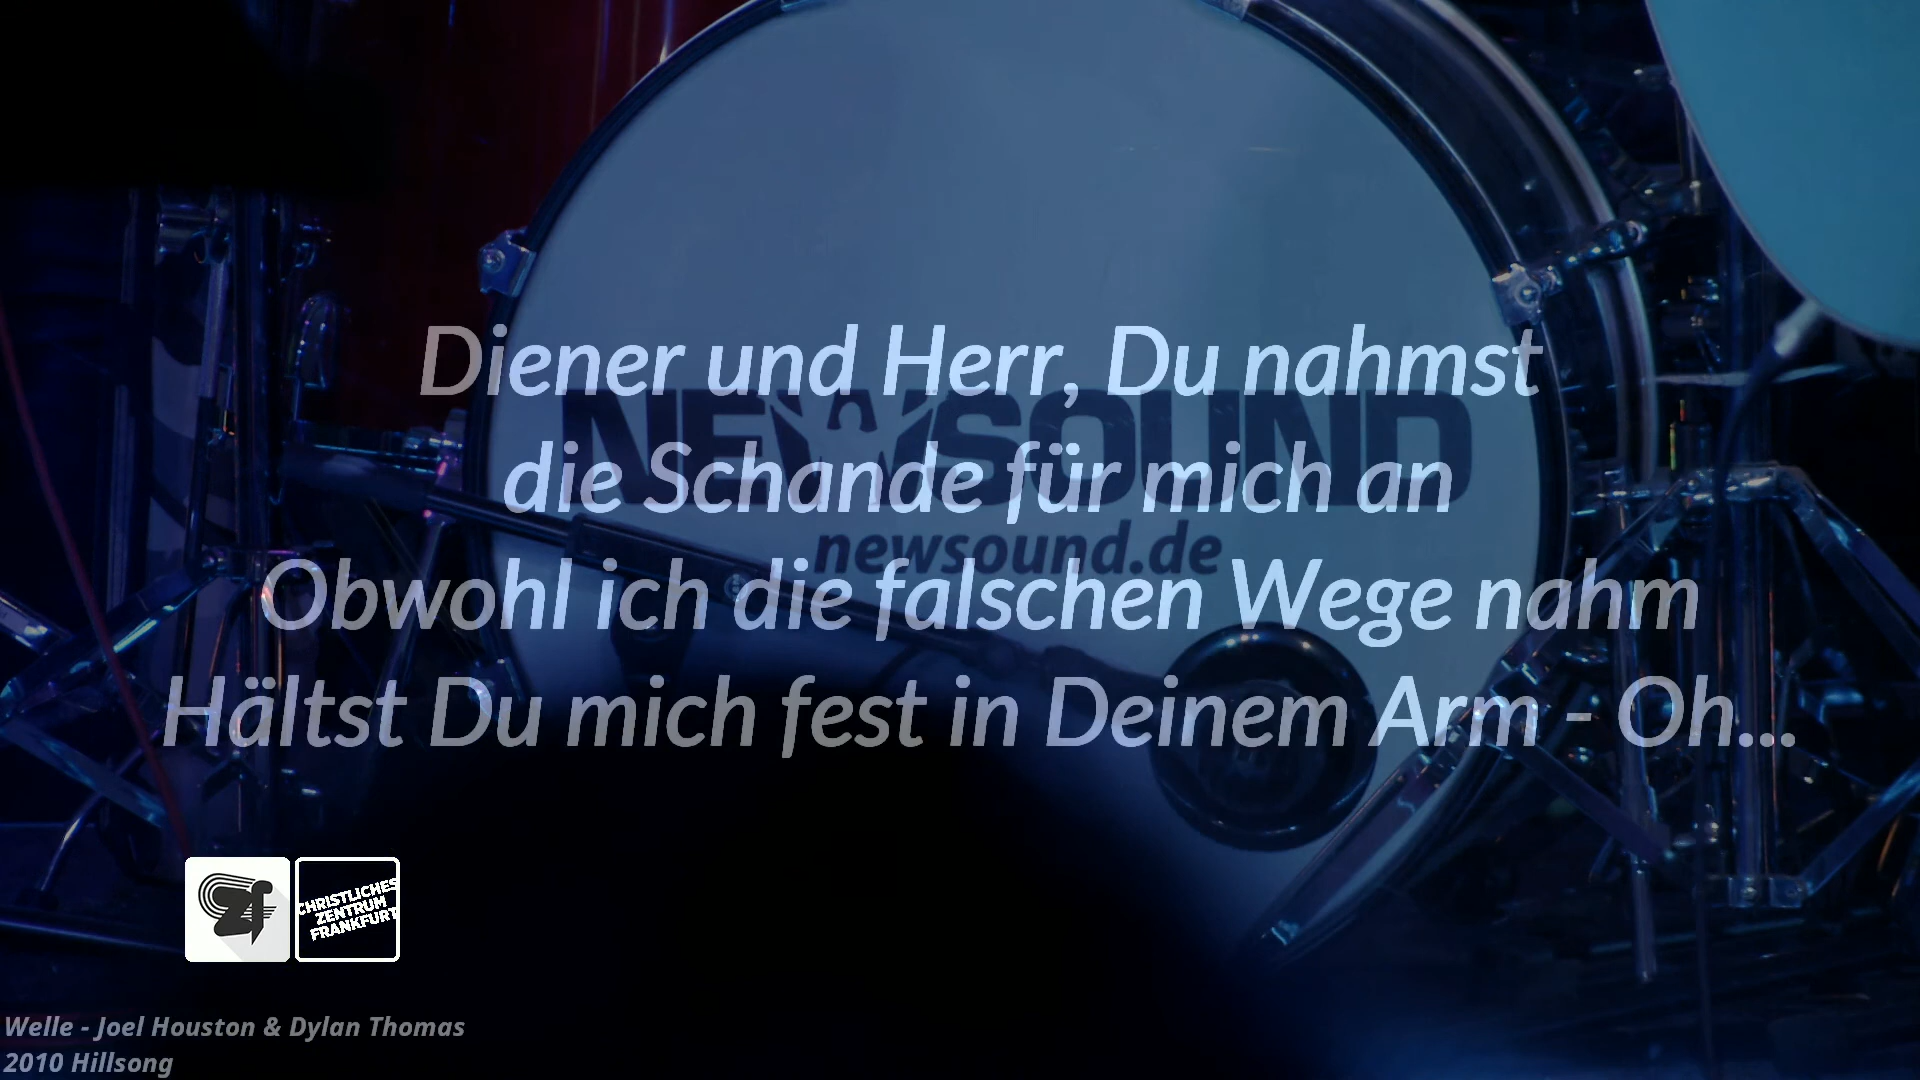 Diener und Herr, Du nahmst
NEWSOUND
die Schande für mich an
newsound.de
Obwohl ich die falschen Wege nahm
Hältst Du mich fest in Deinem Arm - Oh...
czf
CHRISTLICHES
ZENTRUM
FRANKFURT
Welle - Joel Houston & Dylan Thomas
2010 Hillsong